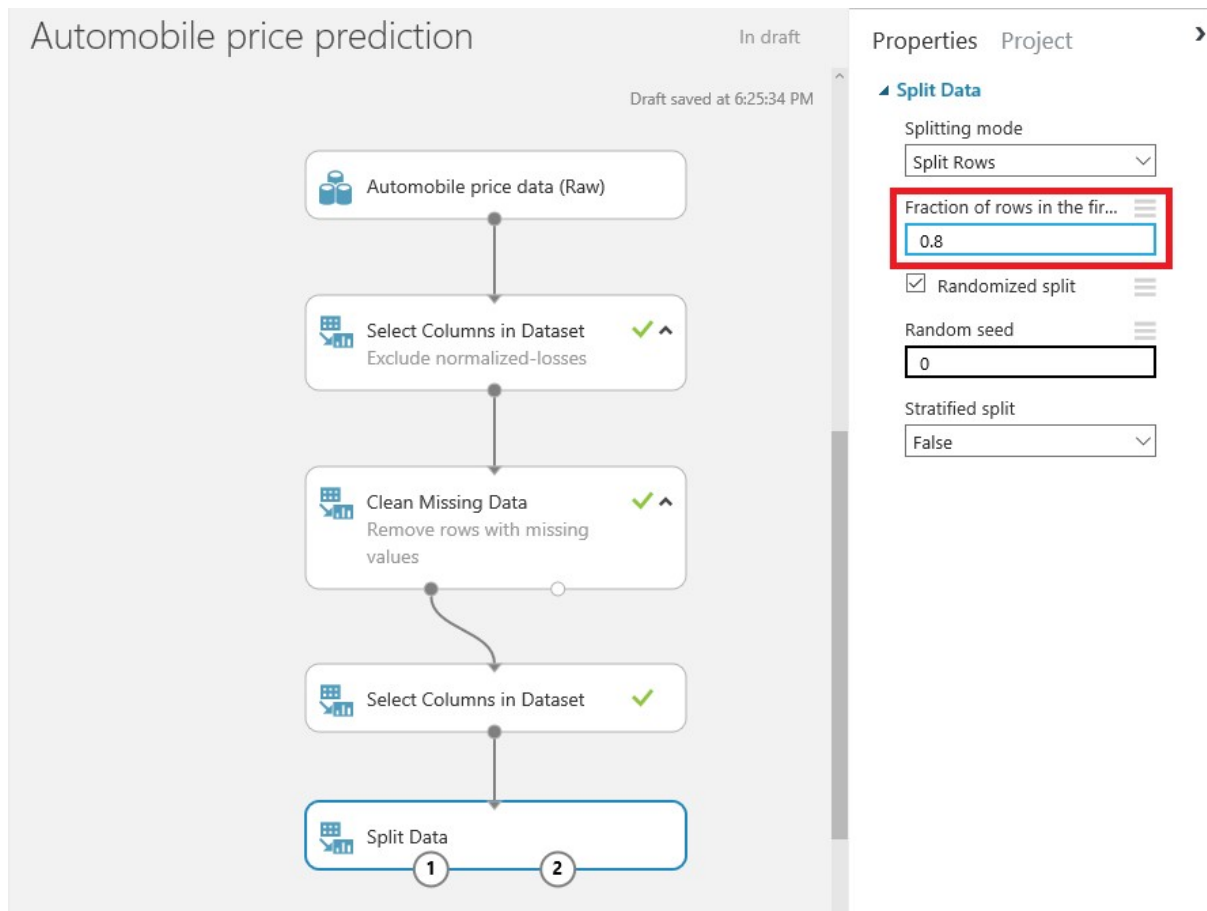 Automobile price prediction
In draft
Draft saved at 6:25:34 PM
Automobile price data (Raw)
Select Columns in Dataset
Exclude normalized-losses
Clean Missing Data
Remove rows with missing
values
Select Columns in Dataset
Split Data
1
2
Properties Project
Split Data
Splitting mode
Split Rows
Fraction of rows in the fir...
0.8
Randomized split
Random seed
0
Stratified split
False